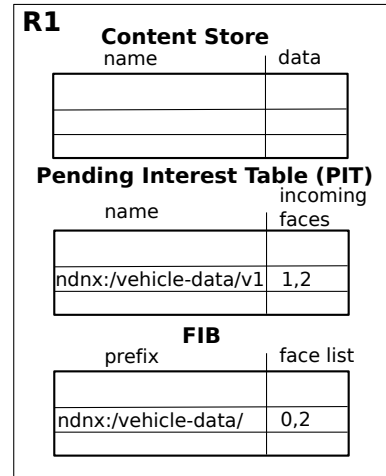 R1
Content Store
name data
Pending Interest Table (PIT)
name incoming faces
ndnx:/vehicle-data/v1 1,2
FIB
prefix face list
ndnx:/vehicle-data/ 0,2